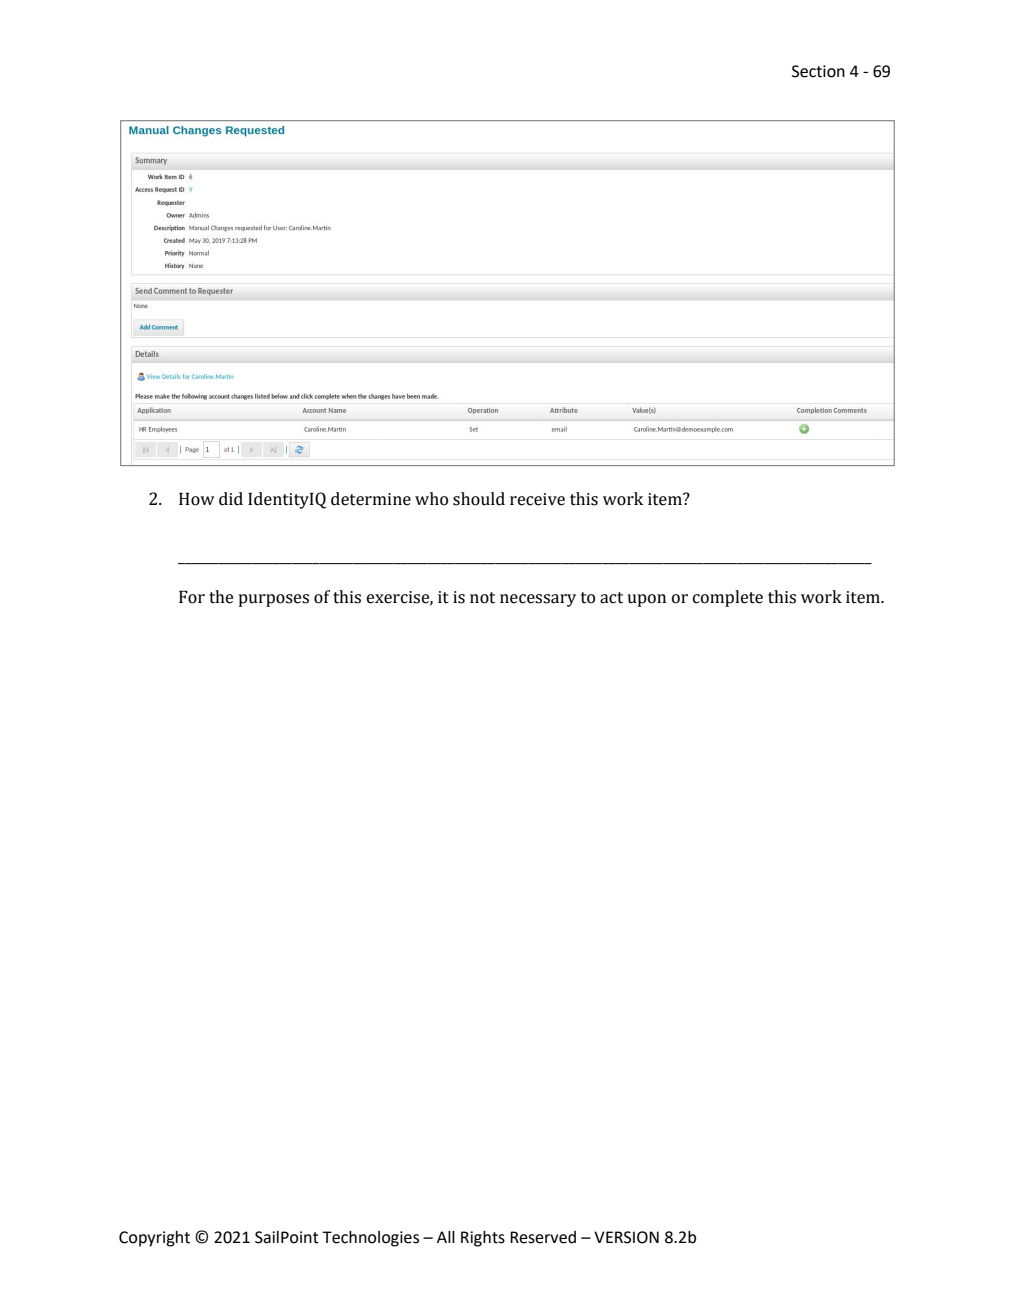 Section 4 - 69
Manual Changes Requested
Summary
Work Item ID 6
Access Request ID 9
Requester
Owner Admins
Description Manual Changes requested for User: Caroline.Martin
Created May 30, 2019 7:13:28 PM
Priority Normal
History None
Send Comment to Requester
None
Add Comment
Details
View Details for Caroline.Martin
Please make the following account changes listed below and click complete when the changes have been made.
Application Account Name Operation Attribute Value(s) Completion Comments
HR Employees Caroline.Martin Set email Caroline.Martin@demoexample.com
Page 1 of 1
2. How did IdentityIQ determine who should receive this work item?
For the purposes of this exercise, it is not necessary to act upon or complete this work item.
Copyright © 2021 SailPoint Technologies – All Rights Reserved – VERSION 8.2b